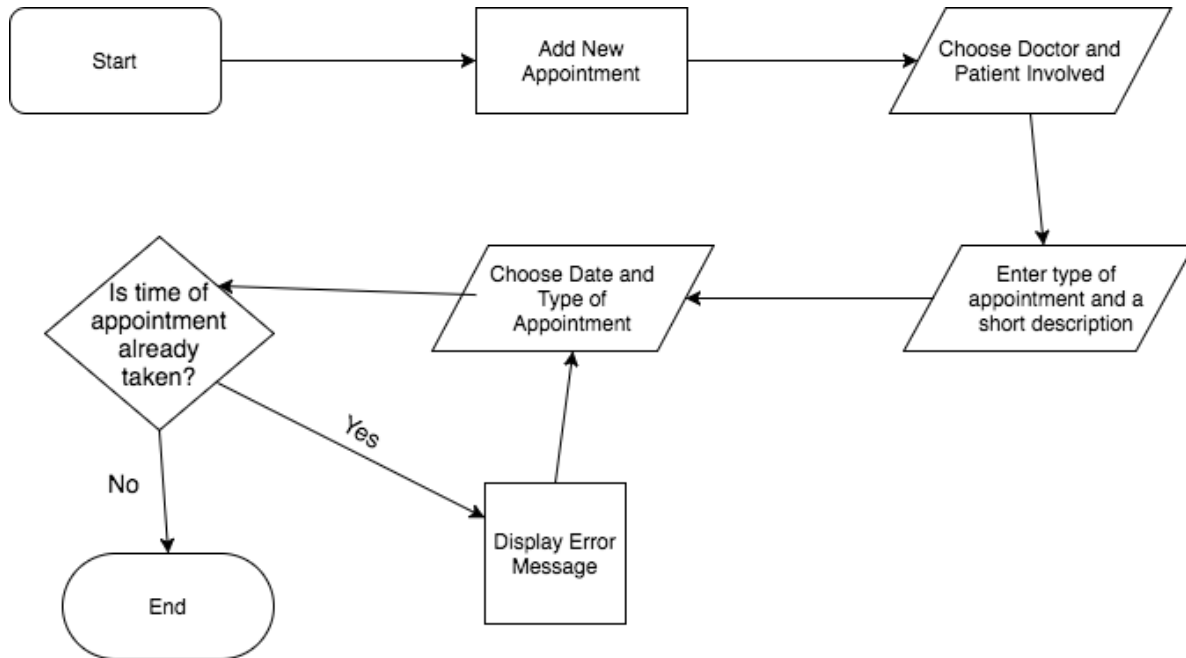 Start
Add New
Appointment
Choose Doctor and
Patient Involved
Enter type of
appointment and a
short description
Choose Date and
Type of
Appointment
Is time of
appointment
already
taken?
Yes
No
Display Error
Message
End